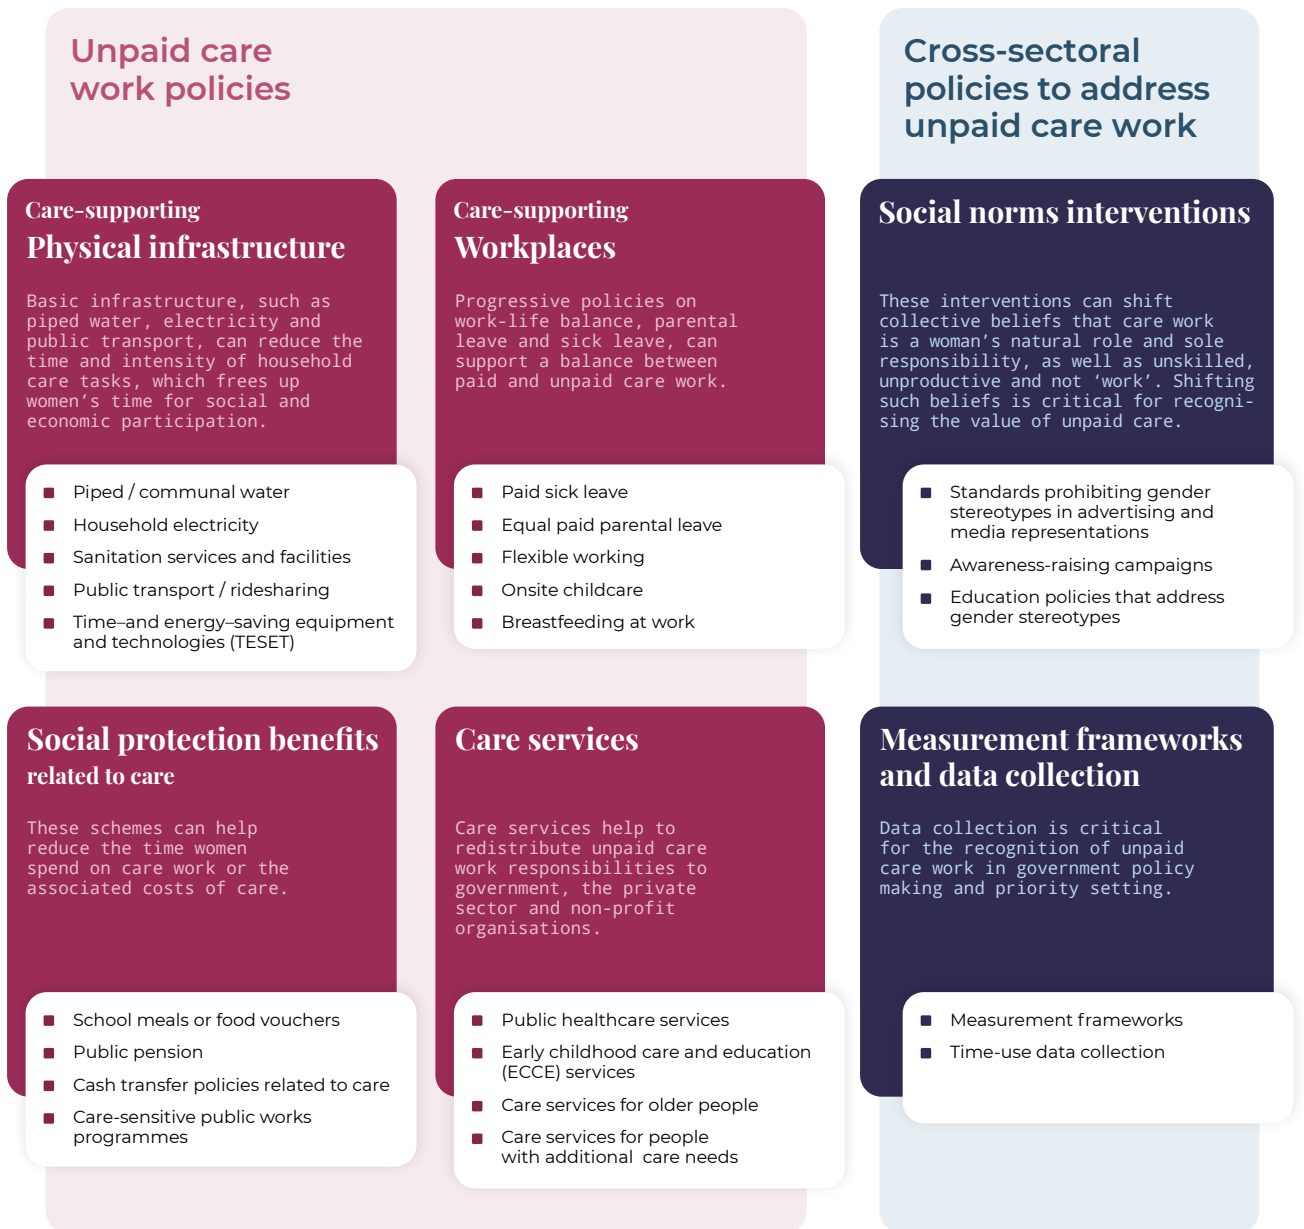 Unpaid care
work policies
Care-supporting
Physical infrastructure
Basic infrastructure, such as
piped water, electricity and
public transport, can reduce the
time and intensity of household
care tasks, which frees up
women's time for social and
economic participation.
Piped / communal water
Household electricity
Sanitation services and facilities
Public transport / ridesharing
Time–and energy–saving equipment
and technologies (TESET)
Care-supporting
Workplaces
Progressive policies on
work-life balance, parental
leave and sick leave, can
support a balance between
paid and unpaid care work.
Paid sick leave
Equal paid parental leave
Flexible working
Onsite childcare
Breastfeeding at work
Social protection benefits
related to care
These schemes can help
reduce the time women
spend on care work or the
associated costs of care.
School meals or food vouchers
Public pension
Cash transfer policies related to care
Care-sensitive public works
programmes
Care services
Care services help to
redistribute unpaid care
work responsibilities to
government, the private
sector and non-profit
organisations.
Public healthcare services
Early childhood care and education
(ECCE) services
Care services for older people
Care services for people
with additional care needs
Cross-sectoral
policies to address
unpaid care work
Social norms interventions
These interventions can shift
collective beliefs that care work
is a woman's natural role and sole
responsibility, as well as unskilled,
unproductive and not ‘work’. Shifting
such beliefs is critical for recogni-
sing the value of unpaid care.
Standards prohibiting gender
stereotypes in advertising and
media representations
Awareness-raising campaigns
Education policies that address
gender stereotypes
Measurement frameworks
and data collection
Data collection is critical
for the recognition of unpaid
care work in government policy
making and priority setting.
Measurement frameworks
Time-use data collection